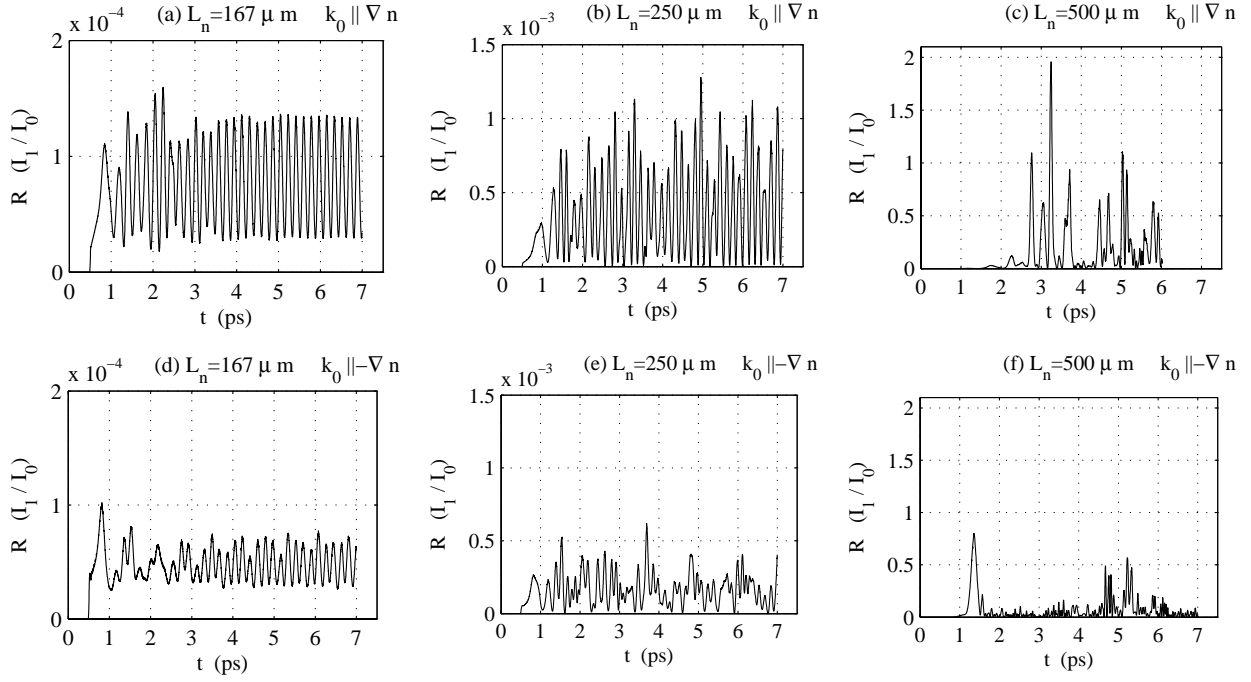 (a) L_n=167 μ m k_0 || ∇ n
x 10^-4
2
1
0
R (I_1 / I_0)
0 1 2 3 4 5 6 7
t (ps)
(b) L_n=250 μ m k_0 || ∇ n
x 10^-3
1.5
1
0.5
0
R (I_1 / I_0)
0 1 2 3 4 5 6 7
t (ps)
(c) L_n=500 μ m k_0 || ∇ n
2
1.5
1
0.5
0
R (I_1 / I_0)
0 1 2 3 4 5 6 7
t (ps)
(d) L_n=167 μ m k_0 ||−∇ n
x 10^-4
2
1
0
R (I_1 / I_0)
0 1 2 3 4 5 6 7
t (ps)
(e) L_n=250 μ m k_0 ||−∇ n
x 10^-3
1.5
1
0.5
0
R (I_1 / I_0)
0 1 2 3 4 5 6 7
t (ps)
(f) L_n=500 μ m k_0 ||−∇ n
2
1.5
1
0.5
0
R (I_1 / I_0)
0 1 2 3 4 5 6 7
t (ps)